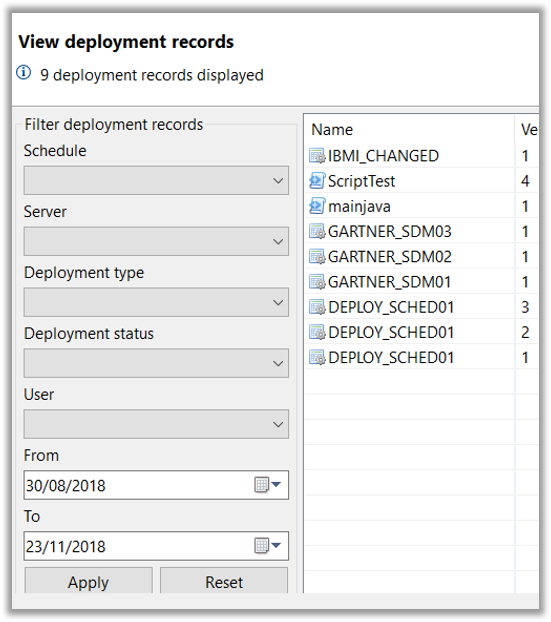 View deployment records
9 deployment records displayed
Filter deployment records
Schedule
Server
Deployment type
Deployment status
User
From
30/08/2018
To
23/11/2018
Apply Reset
Name Ve
IBMI_CHANGED 1
ScriptTest 4
mainjava 1
GARTNER_SDM03 1
GARTNER_SDM02 1
GARTNER_SDM01 1
DEPLOY_SCHED01 3
DEPLOY_SCHED01 2
DEPLOY_SCHED01 1